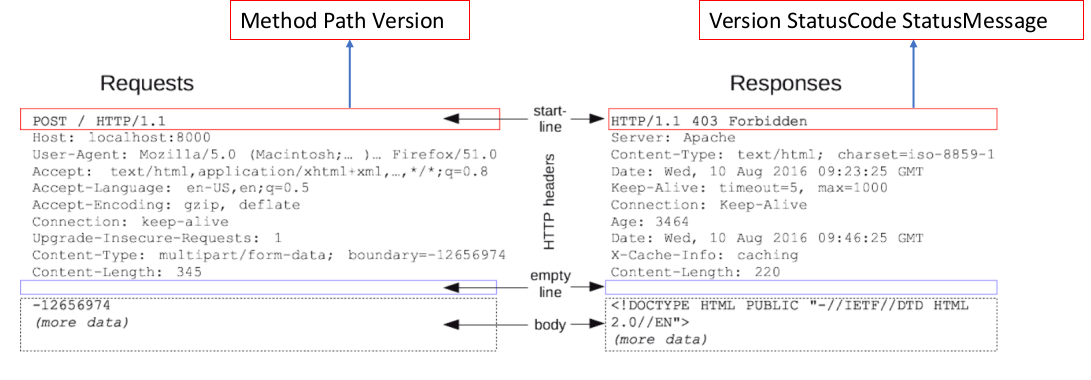 Method Path Version
Version StatusCode StatusMessage
Requests
Responses
POST / HTTP/1.1
Host: localhost:8000
User-Agent: Mozilla/5.0 (Macintosh;… )… Firefox/51.0
Accept: text/html,application/xhtml+xml,…,*/*;q=0.8
Accept-Language: en-US,en;q=0.5
Accept-Encoding: gzip, deflate
Connection: keep-alive
Upgrade-Insecure-Requests: 1
Content-Type: multipart/form-data; boundary=-12656974
Content-Length: 345
-12656974
(more data)
start-
line
HTTP headers
empty
line
body
HTTP/1.1 403 Forbidden
Server: Apache
Content-Type: text/html; charset=iso-8859-1
Date: Wed, 10 Aug 2016 09:23:25 GMT
Keep-Alive: timeout=5, max=1000
Connection: Keep-Alive
Age: 3464
Date: Wed, 10 Aug 2016 09:46:25 GMT
X-Cache-Info: caching
Content-Length: 220
<!DOCTYPE HTML PUBLIC "-//IETF//DTD HTML
2.0//EN">
(more data)